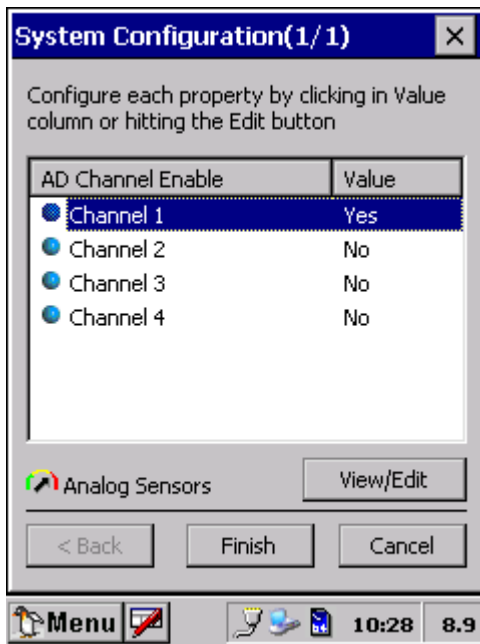 System Configuration(1/1)
Configure each property by clicking in Value
column or hitting the Edit button
AD Channel Enable Value
Channel 1 Yes
Channel 2 No
Channel 3 No
Channel 4 No
Analog Sensors View/Edit
< Back Finish Cancel
Menu 10:28 8.9